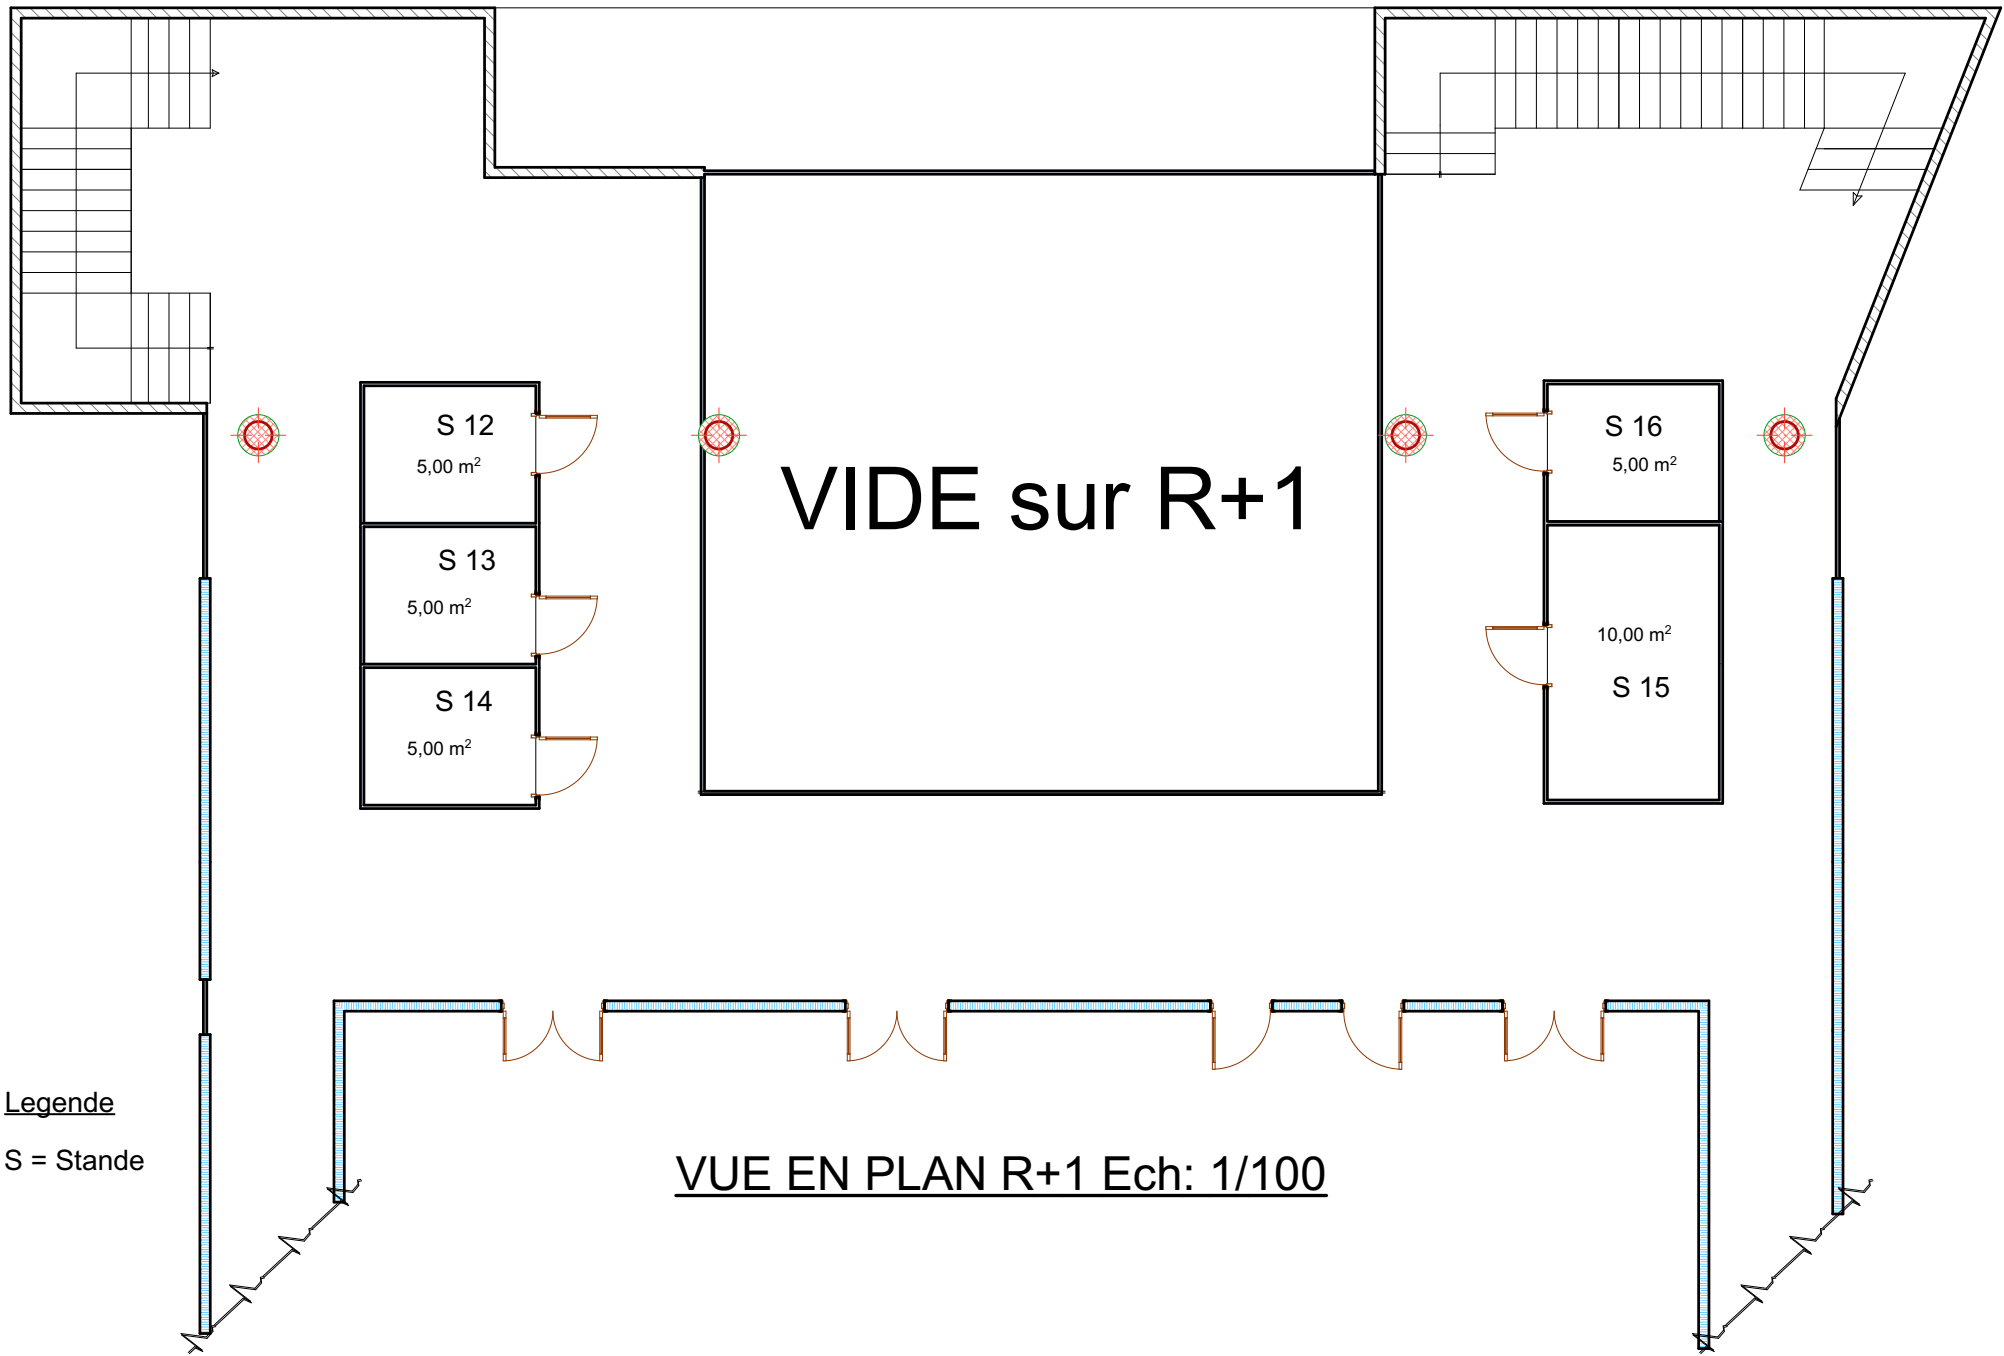 S 12
5,00 m²
S 13
5,00 m²
S 14
5,00 m²
VIDE sur R+1
S 16
5,00 m²
10,00 m²
S 15
Legende
S = Stande
VUE EN PLAN R+1 Ech: 1/100